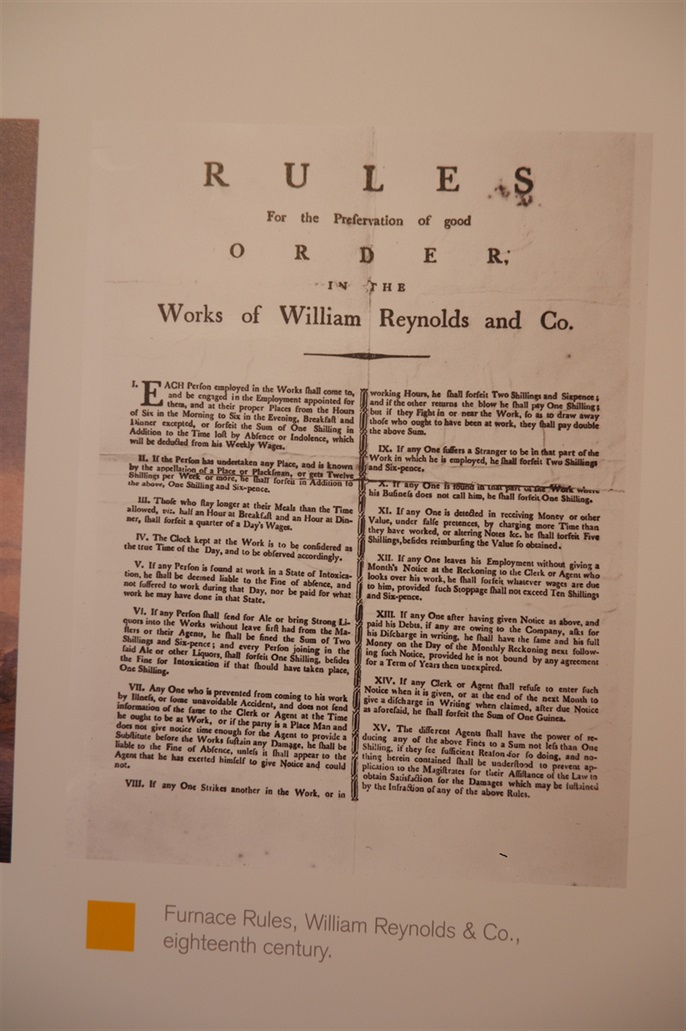 RULES
For the Preſervation of good
ORDER,
IN THE
Works of William Reynolds and Co.
I. EACH Perſon employed in the Works ſhall come to,
and be engaged in the Employment appointed for
them, and at their proper Places from the Hours
of Six in the Morning to Six in the Evening, Breakfaſt and
Dinner excepted, or forfeit the Sum of One Shilling in
Addition to the Time loſt by Abſence or Indolence, which
will be deducted from his Weekly Wages.
II. If the Perſon has undertaken any Place, and is known
by the appellation of a Place or Plackſman, or gets Twelve
Shillings per Week or more, he ſhall forfeit in Addition to
the above, One Shilling and Six-pence.
III. Thoſe who ſtay longer at their Meals than the Time
allowed, viz. half an Hour at Breakfaſt and an Hour at Din-
ner, ſhall forfeit a quarter of a Day's Wages.
IV. The Clock kept at the Work is to be conſidered as
the true Time of the Day, and to be obſerved accordingly.
V. If any Perſon is found at work in a State of Intoxica-
tion, he ſhall be deemed liable to the Fine of abſence, and
not ſuffered to work during that Day, nor be paid for what
work he may have done in that State.
VI. If any Perſon ſhall ſend for Ale or bring Strong Li-
quors into the Works without leave firſt had from the Ma-
ſters or their Agents, he ſhall be fined the Sum of Two
Shillings and Six-pence; and every Perſon joining in the
ſaid Ale or other Liquors, ſhall forfeit One Shilling, beſides
the Fine for Intoxication if that ſhould have taken place,
One Shilling.
VII. Any One who is prevented from coming to his work
by Illneſs, or ſome unavoidable Accident, and does not ſend
information of the ſame to the Clerk or Agent at the Time
he ought to be at Work, or if the party is a Place Man and
does not give notice time enough for the Agent to provide a
Subſtitute before the Works ſuſtain any Damage, he ſhall be
liable to the Fine of Abſence, unleſs it ſhall appear to the
Agent that he has exerted himſelf to give Notice and could
not.
VIII. If any One Strikes another in the Work, or in
working Hours, he ſhall forfeit Two Shillings and Sixpence;
and if the other returns the blow he ſhall pay One Shilling;
but if they Fight in or near the Work, ſo as to draw away
thoſe who ought to have been at work, they ſhall pay double
the above Sum.
IX. If any One ſuffers a Stranger to be in that part of the
Work in which he is employed, he ſhall forfeit Two Shillings
and Six-pence.
X. If any One is found in that part of the Work where
his Buſineſs does not call him, he ſhall forfeit One Shilling.
XI. If any One is detected in receiving Money or other
Value, under falſe pretences, by charging more Time than
they have worked, or altering Notes &c. he ſhall forfeit Five
Shillings, beſides reimburſing the Value ſo obtained.
XII. If any One leaves his Employment without giving a
Month's Notice at the Reckoning to the Clerk or Agent who
looks over his work, he ſhall forfeit whatever wages are due
to him, provided ſuch Stoppage ſhall not exceed Ten Shillings
and Six-pence.
XIII. If any One after having given Notice as above, and
paid his Debts, if any are owing to the Company, aſks for
his Diſcharge in writing, he ſhall have the ſame and his full
Money on the Day of the Monthly Reckoning next follow-
ing ſuch Notice, provided he is not bound by any agreement
for a Term of Years then unexpired.
XIV. If any Clerk or Agent ſhall refuſe to enter ſuch
Notice when it is given, or at the end of the next Month to
give a diſcharge in Writing when claimed, after due Notice
as aforeſaid, he ſhall forfeit the Sum of One Guinea.
XV. The different Agents ſhall have the power of re-
ducing any of the above Fines to a Sum not leſs than One
Shilling, if they ſee ſufficient Reaſon for ſo doing, and no-
thing herein contained ſhall be underſtood to prevent ap-
plication to the Magiſtrates for their Aſſiſtance of the Law to
obtain Satisfaction for the Damages which may be ſuſtained
by the Infraction of any of the above Rules.
Furnace Rules, William Reynolds & Co.,
eighteenth century.